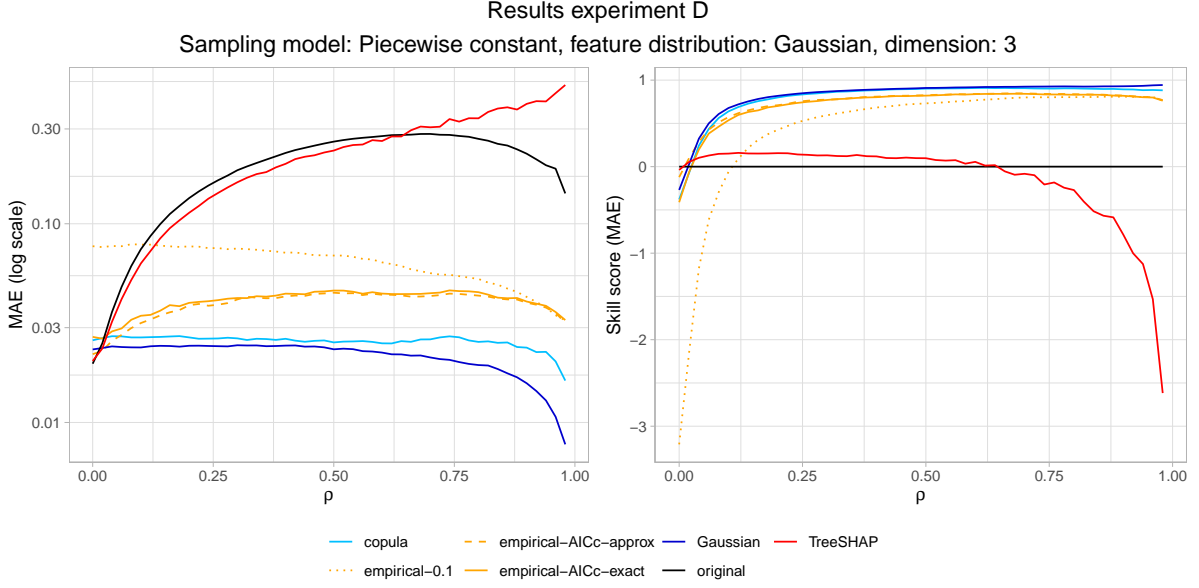 Results experiment D
Sampling model: Piecewise constant, feature distribution: Gaussian, dimension: 3
MAE (log scale)
0.30
0.10
0.03
0.01
0.00 0.25 0.50 0.75 1.00
ρ
Skill score (MAE)
1
0
−1
−2
−3
0.00 0.25 0.50 0.75 1.00
ρ
copula empirical−AICc−approx Gaussian TreeSHAP
empirical−0.1 empirical−AICc−exact original